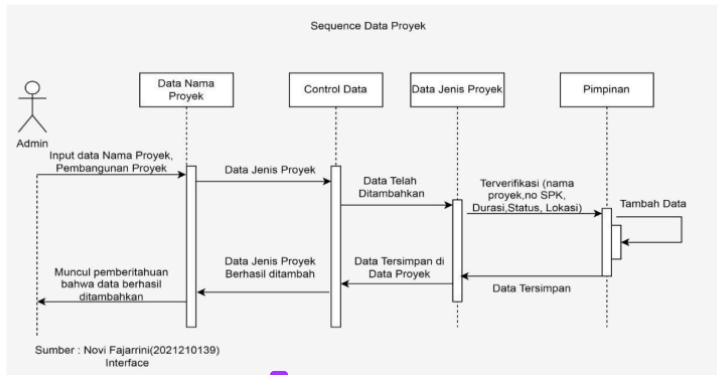 Sequence Data Proyek
Data Nama
Proyek
Control Data
Data Jenis Proyek
Pimpinan
Admin
Input data Nama Proyek,
Pembangunan Proyek
Data Jenis Proyek
Data Telah
Ditambahkan
Terverifikasi (nama
proyek,no SPK,
Durasi,Status, Lokasi)
Tambah Data
Muncul pemberitahuan
bahwa data berhasil
ditambahkan
Data Jenis Proyek
Berhasil ditambah
Data Tersimpan di
Data Proyek
Data Tersimpan
Sumber : Novi Fajarrini(2021210139)
Interface